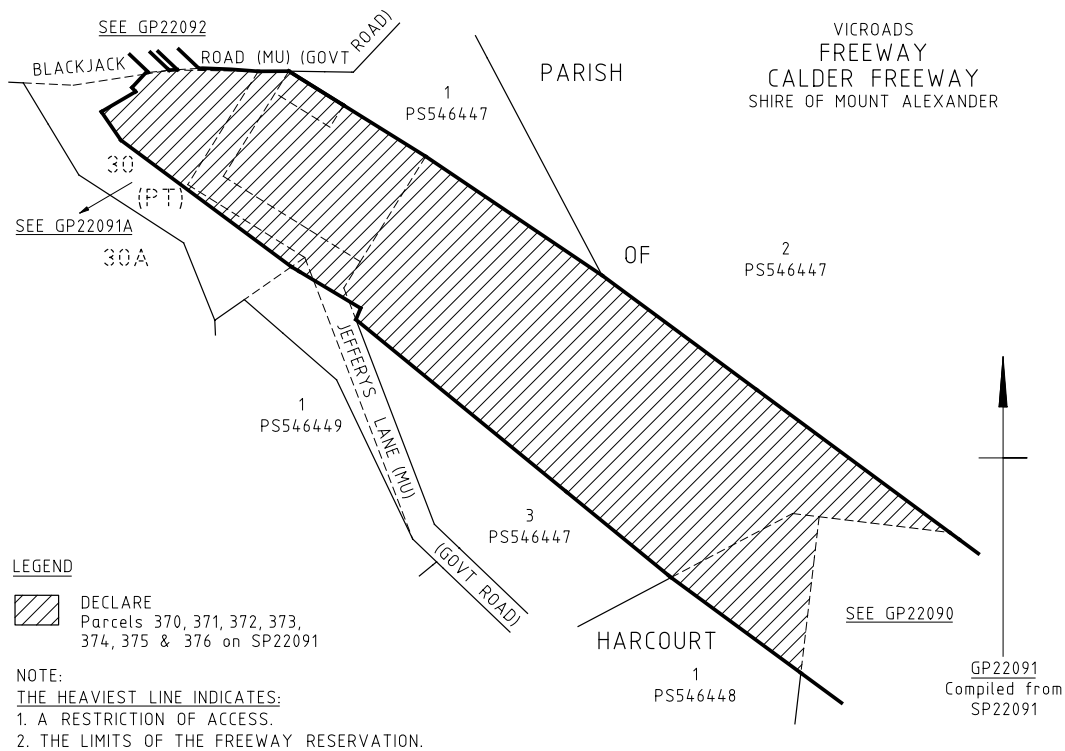 SEE GP22092
BLACKJACK ROAD (MU) (GOVT ROAD)
VICROADS
FREEWAY
CALDER FREEWAY
SHIRE OF MOUNT ALEXANDER
PARISH
1
PS546447
30
(PT)
SEE GP22091A
30A
OF
2
PS546447
JEFFERYS LANE (MU)
(GOVT ROAD)
1
PS546449
3
PS546447
LEGEND
DECLARE
Parcels 370, 371, 372, 373,
374, 375 & 376 on SP22091
SEE GP22090
HARCOURT
1
PS546448
GP22091
Compiled from
SP22091
NOTE:
THE HEAVIEST LINE INDICATES:
1. A RESTRICTION OF ACCESS.
2. THE LIMITS OF THE FREEWAY RESERVATION.